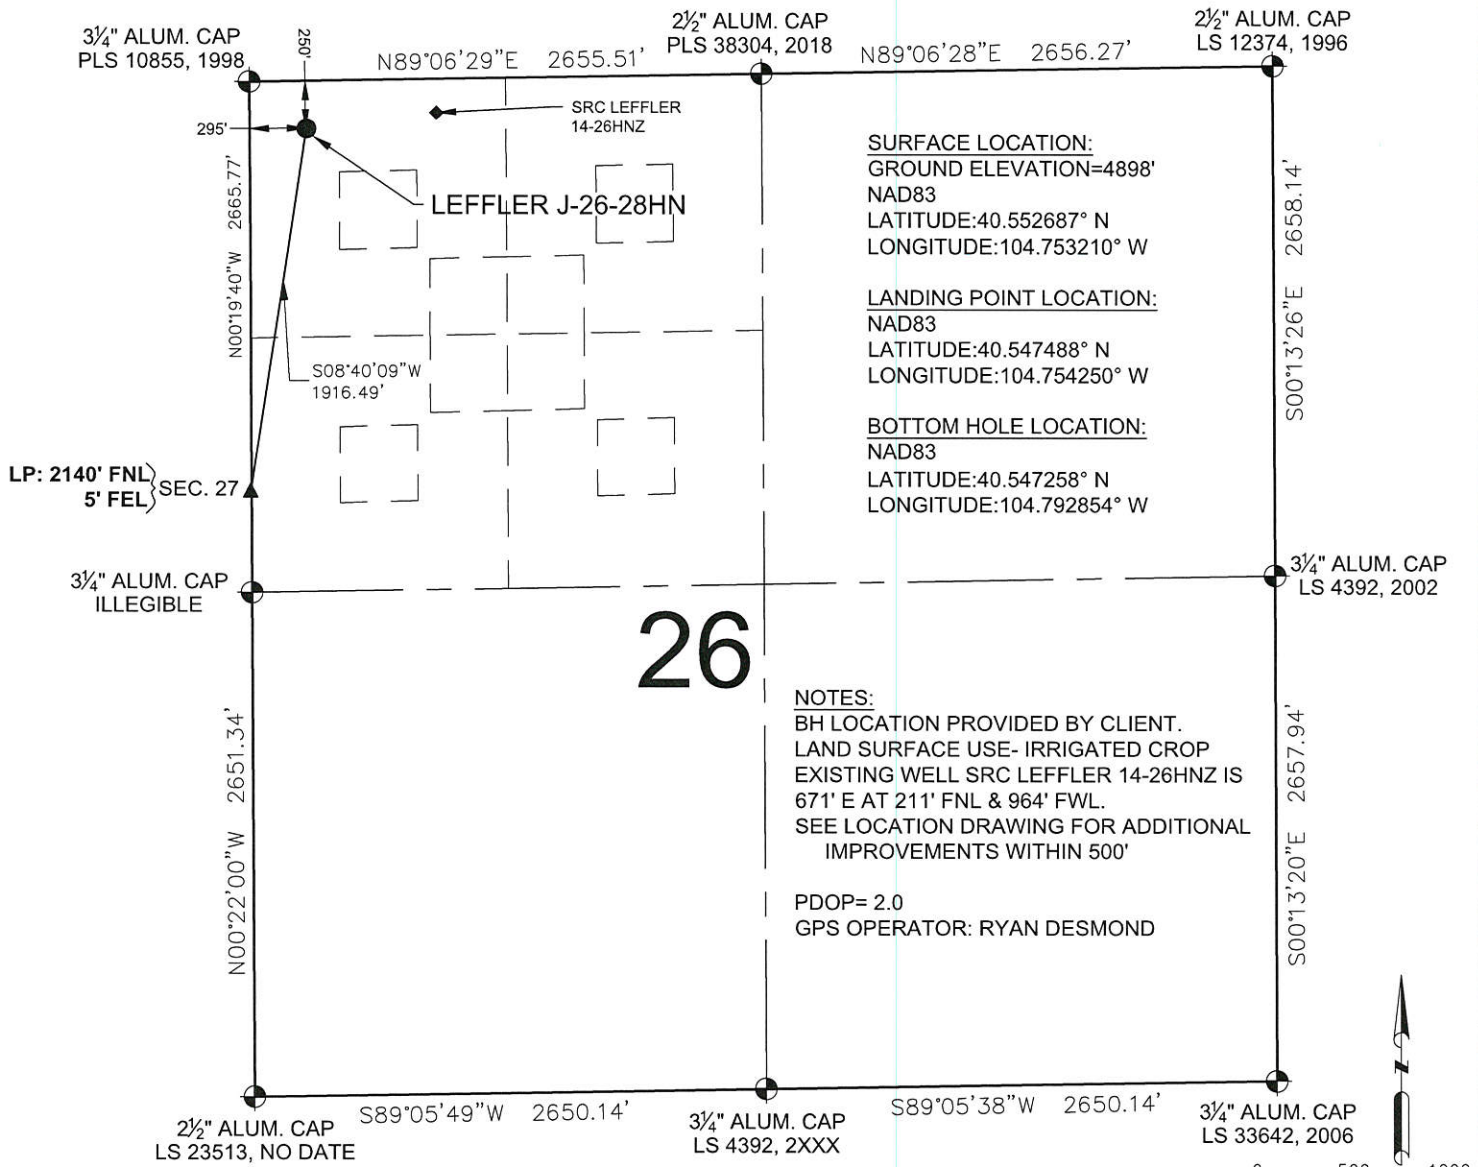 3¼" ALUM. CAP
PLS 10855, 1998
250'
N89°06'29"E 2655.51'
2½" ALUM. CAP
PLS 38304, 2018
N89°06'28"E 2656.27'
2½" ALUM. CAP
LS 12374, 1996
295'
SRC LEFFLER
14-26HNZ
LEFFLER J-26-28HN
N00°19'40"W 2665.77'
S08°40'09"W
1916.49'
SURFACE LOCATION:
GROUND ELEVATION=4898'
NAD83
LATITUDE:40.552687° N
LONGITUDE:104.753210° W
LANDING POINT LOCATION:
NAD83
LATITUDE:40.547488° N
LONGITUDE:104.754250° W
BOTTOM HOLE LOCATION:
NAD83
LATITUDE:40.547258° N
LONGITUDE:104.792854° W
S00°13'26"E 2658.14'
LP: 2140' FNL
5' FEL
SEC. 27
3¼" ALUM. CAP
ILLEGIBLE
3¼" ALUM. CAP
LS 4392, 2002
26
N00°22'00"W 2651.34'
NOTES:
BH LOCATION PROVIDED BY CLIENT.
LAND SURFACE USE- IRRIGATED CROP
EXISTING WELL SRC LEFFLER 14-26HNZ IS
671' E AT 211' FNL & 964' FWL.
SEE LOCATION DRAWING FOR ADDITIONAL
IMPROVEMENTS WITHIN 500'
PDOP= 2.0
GPS OPERATOR: RYAN DESMOND
S00°13'20"E 2657.94'
N
2½" ALUM. CAP
LS 23513, NO DATE
S89°05'49"W 2650.14'
3¼" ALUM. CAP
LS 4392, 2XXX
S89°05'38"W 2650.14'
3¼" ALUM. CAP
LS 33642, 2006